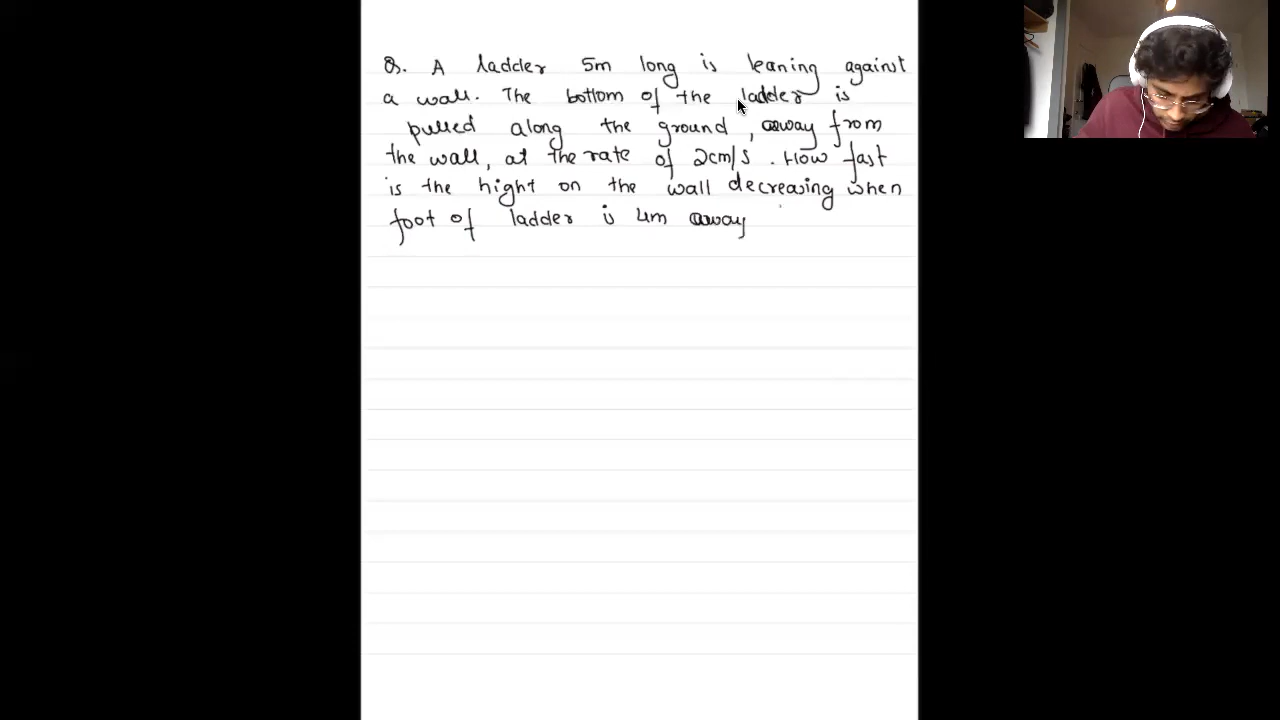 Q. A ladder 5m long is leaning against
a wall. The bottom of the ladder is
pulled along the ground, away from
the wall, at the rate of 2cm/s. How fast
is the hight on the wall decreasing when
foot of ladder is 4m away